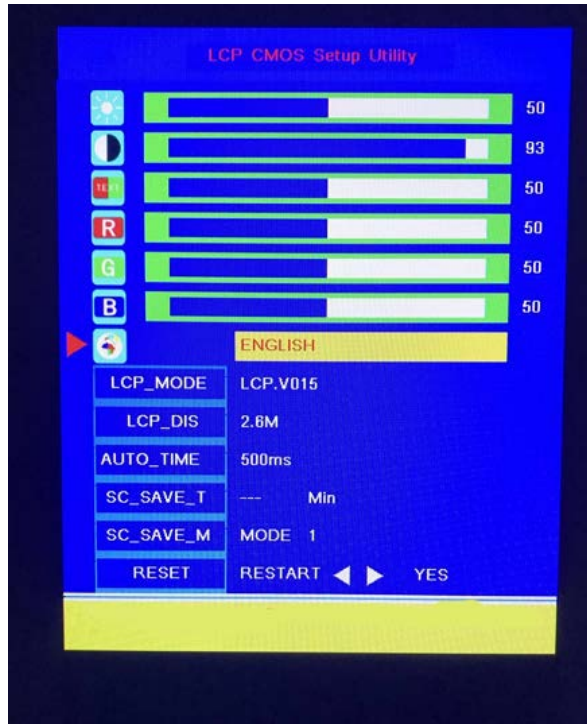 LCP CMOS Setup Utility
50
93
TEXT 50
R 50
G 50
B 50
ENGLISH
LCP_MODE LCP.V015
LCP_DIS 2.6M
AUTO_TIME 500ms
SC_SAVE_T --- Min
SC_SAVE_M MODE 1
RESET RESTART ◀ ▶ YES